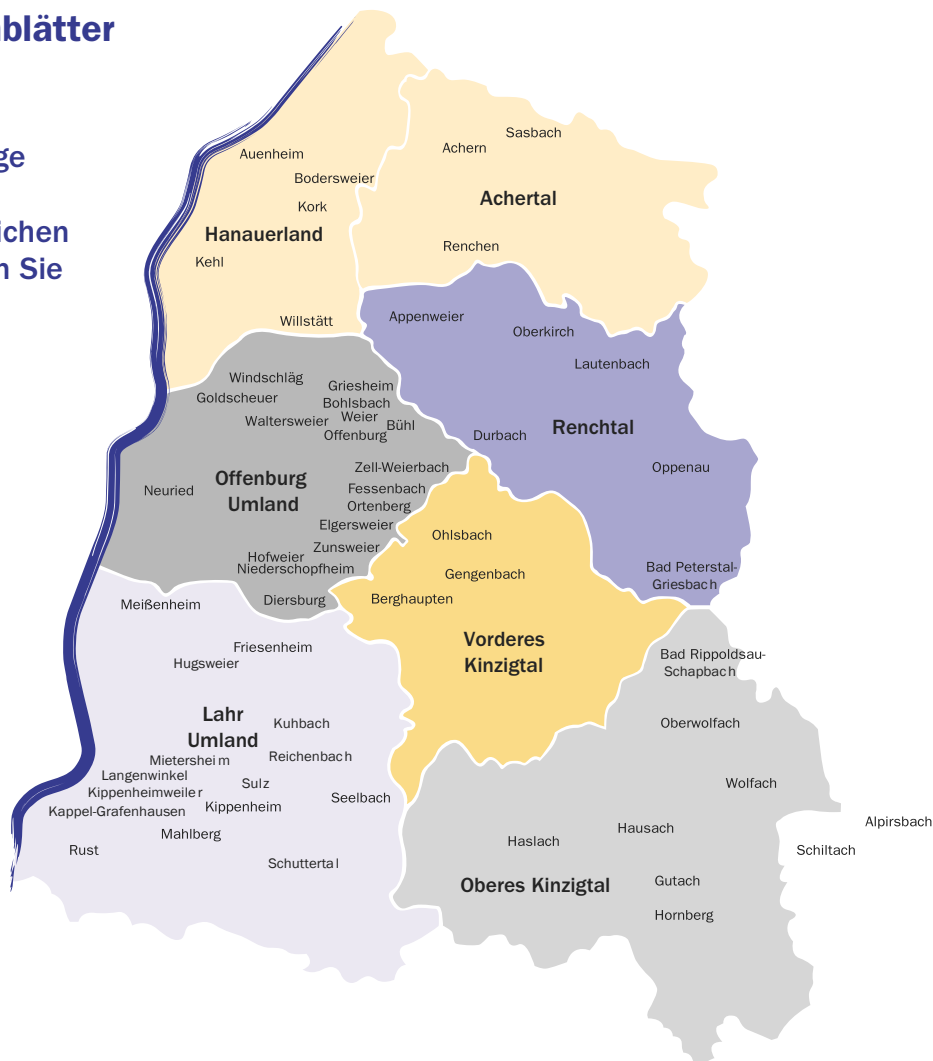 blätter
ge
ichen
n Sie
Sasbach
Achern
Auenheim
Bodersweier
Achertal
Kork
Hanauerland
Renchen
Kehl
Appenweier
Willstätt
Oberkirch
Lautenbach
Windschläg
Griesheim
Goldscheuer
Bohlsbach
Weier
Waltersweier
Bühl
Offenburg
Durbach
Renchtal
Zell-Weierbach
Oppenau
Offenburg
Umland
Neuried
Fessenbach
Ortenberg
Elgersweier
Ohlsbach
Zunsweier
Hofweier
Niederschopfheim
Gengenbach
Bad Peterstal-
Griesbach
Diersburg
Berghaupten
Meißenheim
Vorderes
Kinzigtal
Friesenheim
Hugsweier
Bad Rippoldsau-
Schapbach
Lahr
Umland
Kuhbach
Oberwolfach
Mietersheim
Reichenbach
Langenwinkel
Sulz
Wolfach
Kippenheimweiler
Seelbach
Kappel-Grafenhausen
Kippenheim
Alpirsbach
Mahlberg
Hausach
Haslach
Rust
Schiltach
Schuttertal
Oberes Kinzigtal
Gutach
Hornberg